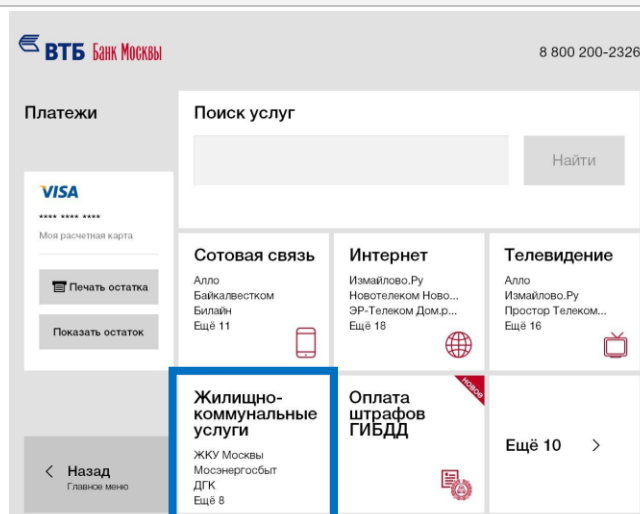 ВТБ Банк Москвы
8 800 200-2326
Платежи
Поиск услуг
Найти
VISA
**** **** ****
Моя расчетная карта
Печать остатка
Показать остаток
Сотовая связь
Алло
Байкалвестком
Билайн
Ещё 11
Интернет
Измайлово.Ру
Новотелеком Ново...
ЭР-Телеком Дом.р...
Ещё 18
Телевидение
Алло
Измайлово.Ру
Простор Телеком...
Ещё 16
Жилищно-
коммунальные
услуги
ЖКУ Москвы
Мосэнергосбыт
ДГК
Ещё 8
Оплата
штрафов
ГИБДД
НОВОЕ
Ещё 10 >
< Назад
Главное меню